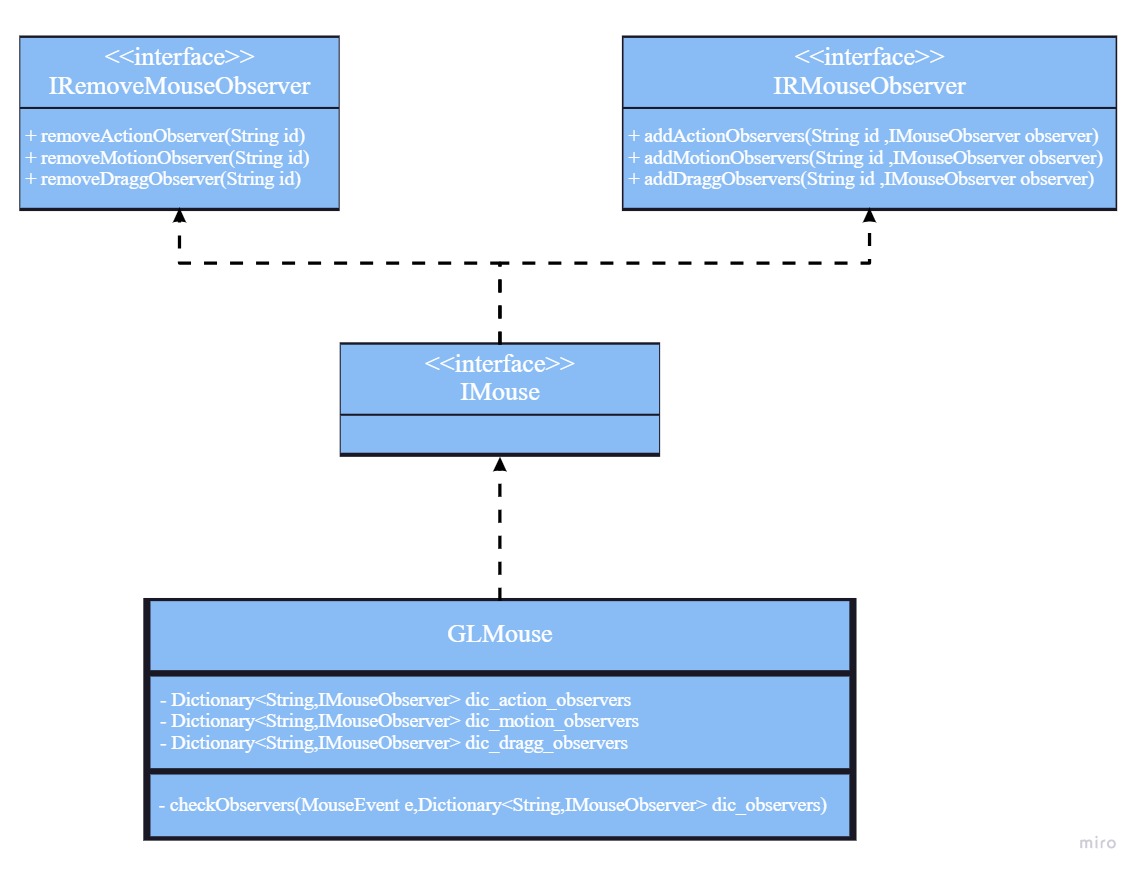 <<interface>>
IRemoveMouseObserver
+ removeActionObserver(String id)
+ removeMotionObserver(String id)
+ removeDraggObserver(String id)
<<interface>>
IRMouseObserver
+ addActionObservers(String id ,IMouseObserver observer)
+ addMotionObservers(String id ,IMouseObserver observer)
+ addDraggObservers(String id ,IMouseObserver observer)
<<interface>>
IMouse
GLMouse
- Dictionary<String,IMouseObserver> dic_action_observers
- Dictionary<String,IMouseObserver> dic_motion_observers
- Dictionary<String,IMouseObserver> dic_dragg_observers
- checkObservers(MouseEvent e,Dictionary<String,IMouseObserver> dic_observers)
miro